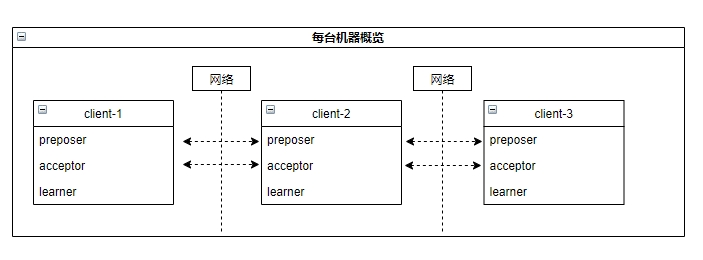 每台机器概览
网络 网络
client-1 client-2 client-3
preposer preposer preposer
acceptor acceptor acceptor
learner learner learner